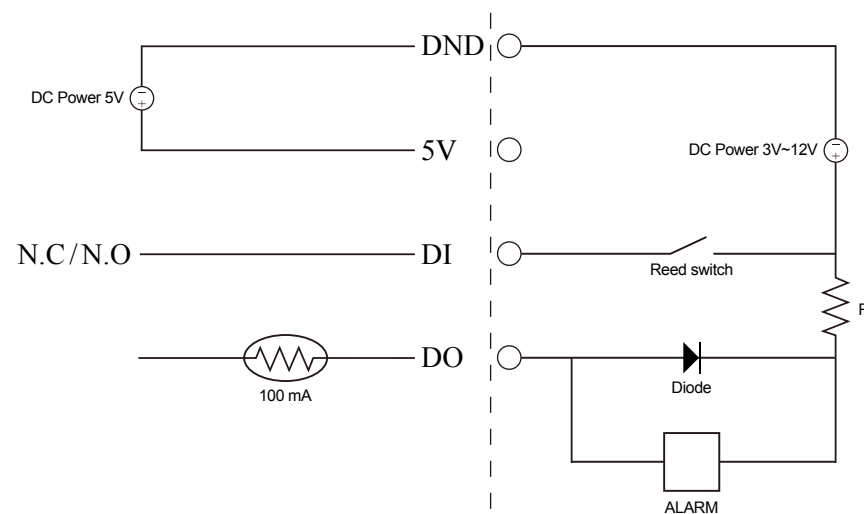 DND
DC Power 5V
5V
DC Power 3V~12V
N.C/N.O
DI
Reed switch
DO
Diode
100 mA
ALARM